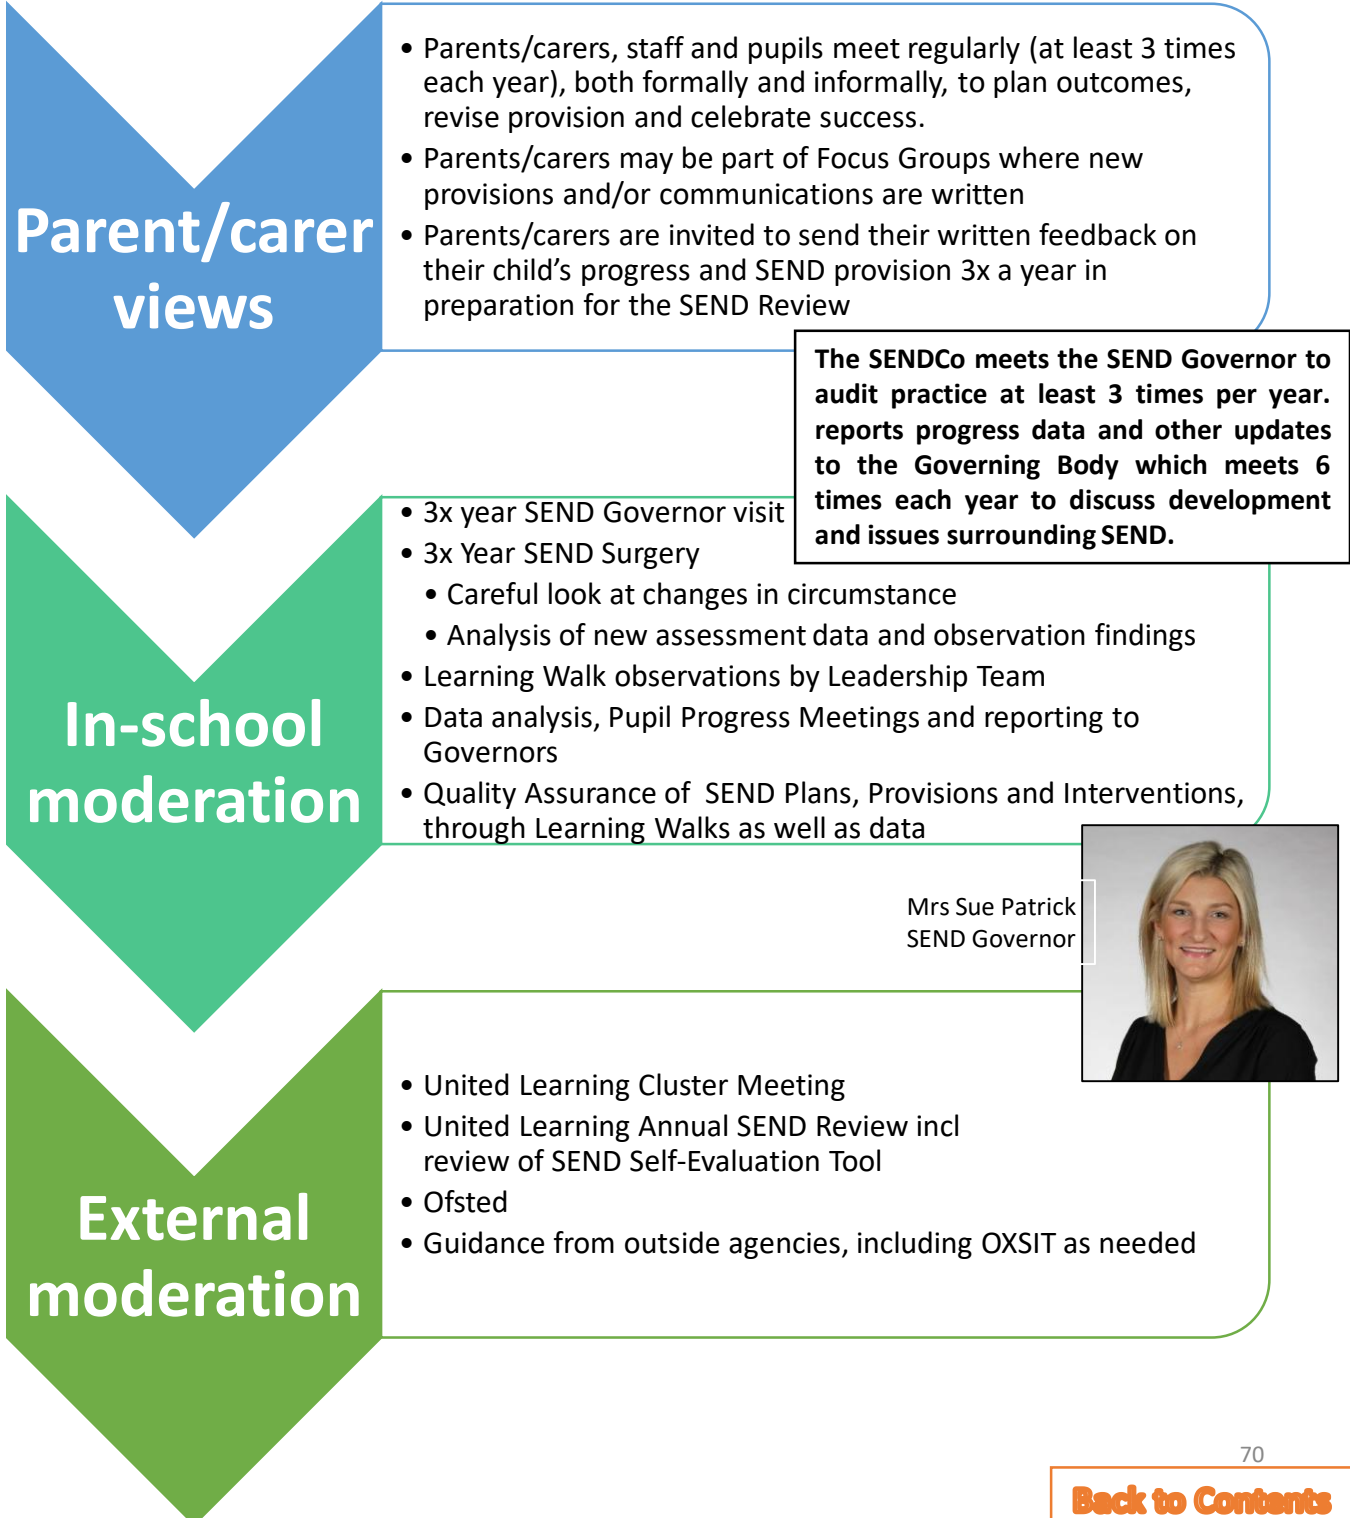 Parent/carer
views
• Parents/carers, staff and pupils meet regularly (at least 3 times
each year), both formally and informally, to plan outcomes,
revise provision and celebrate success.
• Parents/carers may be part of Focus Groups where new
provisions and/or communications are written
• Parents/carers are invited to send their written feedback on
their child’s progress and SEND provision 3x a year in
preparation for the SEND Review
The SENDCo meets the SEND Governor to
audit practice at least 3 times per year.
reports progress data and other updates
to the Governing Body which meets 6
times each year to discuss development
and issues surrounding SEND.
In-school
moderation
• 3x year SEND Governor visit
• 3x Year SEND Surgery
• Careful look at changes in circumstance
• Analysis of new assessment data and observation findings
• Learning Walk observations by Leadership Team
• Data analysis, Pupil Progress Meetings and reporting to
Governors
• Quality Assurance of  SEND Plans, Provisions and Interventions,
through Learning Walks as well as data
Mrs Sue Patrick
SEND Governor
External
moderation
• United Learning Cluster Meeting
• United Learning Annual SEND Review incl
review of SEND Self-Evaluation Tool
• Ofsted
• Guidance from outside agencies, including OXSIT as needed
70
Back to Contents